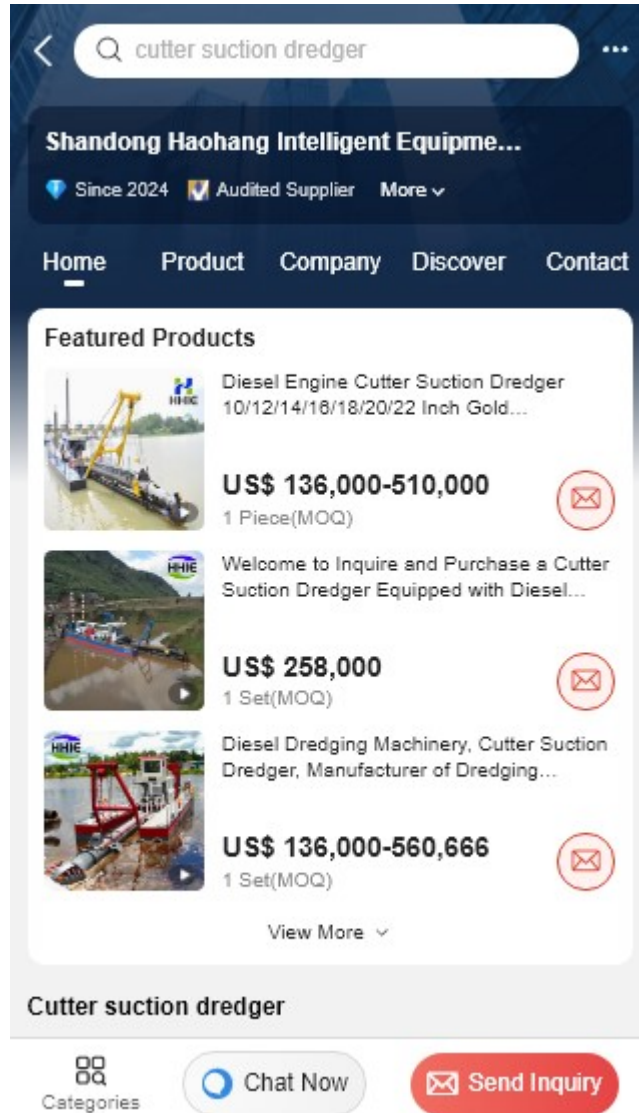 cutter suction dredger
Shandong Haohang Intelligent Equipme...
Since 2024 Audited Supplier More
Home Product Company Discover Contact
Featured Products
HHIE
Diesel Engine Cutter Suction Dredger
10/12/14/16/18/20/22 Inch Gold...
US$ 136,000-510,000
1 Piece(MOQ)
HHIE
Welcome to Inquire and Purchase a Cutter
Suction Dredger Equipped with Diesel...
US$ 258,000
1 Set(MOQ)
HHIE
Diesel Dredging Machinery, Cutter Suction
Dredger, Manufacturer of Dredging...
US$ 136,000-560,666
1 Set(MOQ)
View More
Cutter suction dredger
Categories
Chat Now
Send Inquiry